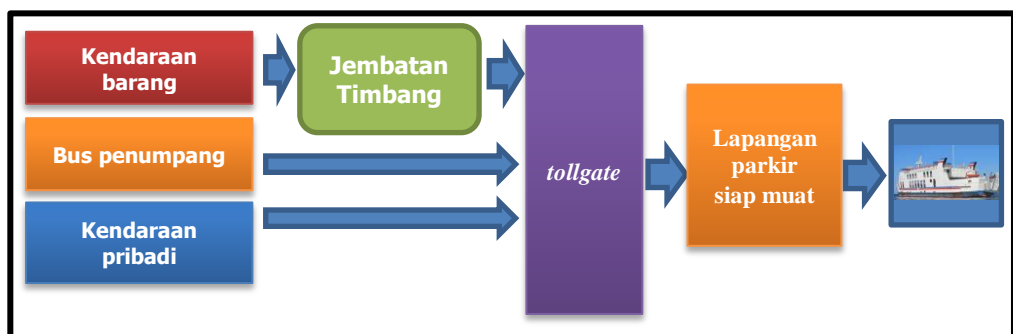 Kendaraan
barang
Jembatan
Timbang
Bus penumpang
Kendaraan
pribadi
tollgate
Lapangan
parkir
siap muat